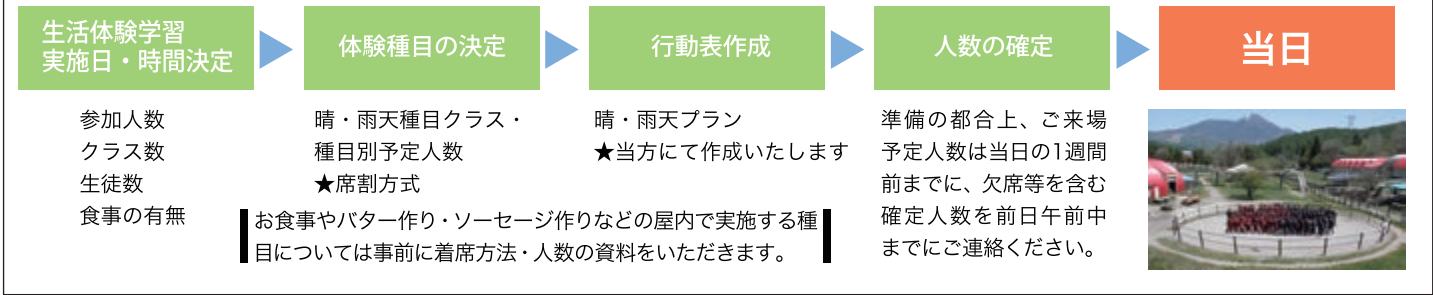 生活体験学習
実施日・時間決定
参加人数
クラス数
生徒数
食事の有無
体験種目の決定
晴・雨天種目クラス・
種目別予定人数
★席割方式
行動表作成
晴・雨天プラン
★当方にて作成いたします
お食事やバター作り・ソーセージ作りなどの屋内で実施する種
目については事前に着席方法・人数の資料をいただきます。
人数の確定
準備の都合上、ご来場
予定人数は当日の1週間
前までに、欠席等を含む
確定人数を前日午前中
までにご連絡ください。
当日